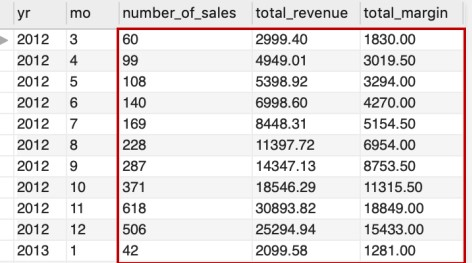 yr mo number_of_sales total_revenue total_margin
2012 3 60 2999.40 1830.00
2012 4 99 4949.01 3019.50
2012 5 108 5398.92 3294.00
2012 6 140 6998.60 4270.00
2012 7 169 8448.31 5154.50
2012 8 228 11397.72 6954.00
2012 9 287 14347.13 8753.50
2012 10 371 18546.29 11315.50
2012 11 618 30893.82 18849.00
2012 12 506 25294.94 15433.00
2013 1 42 2099.58 1281.00